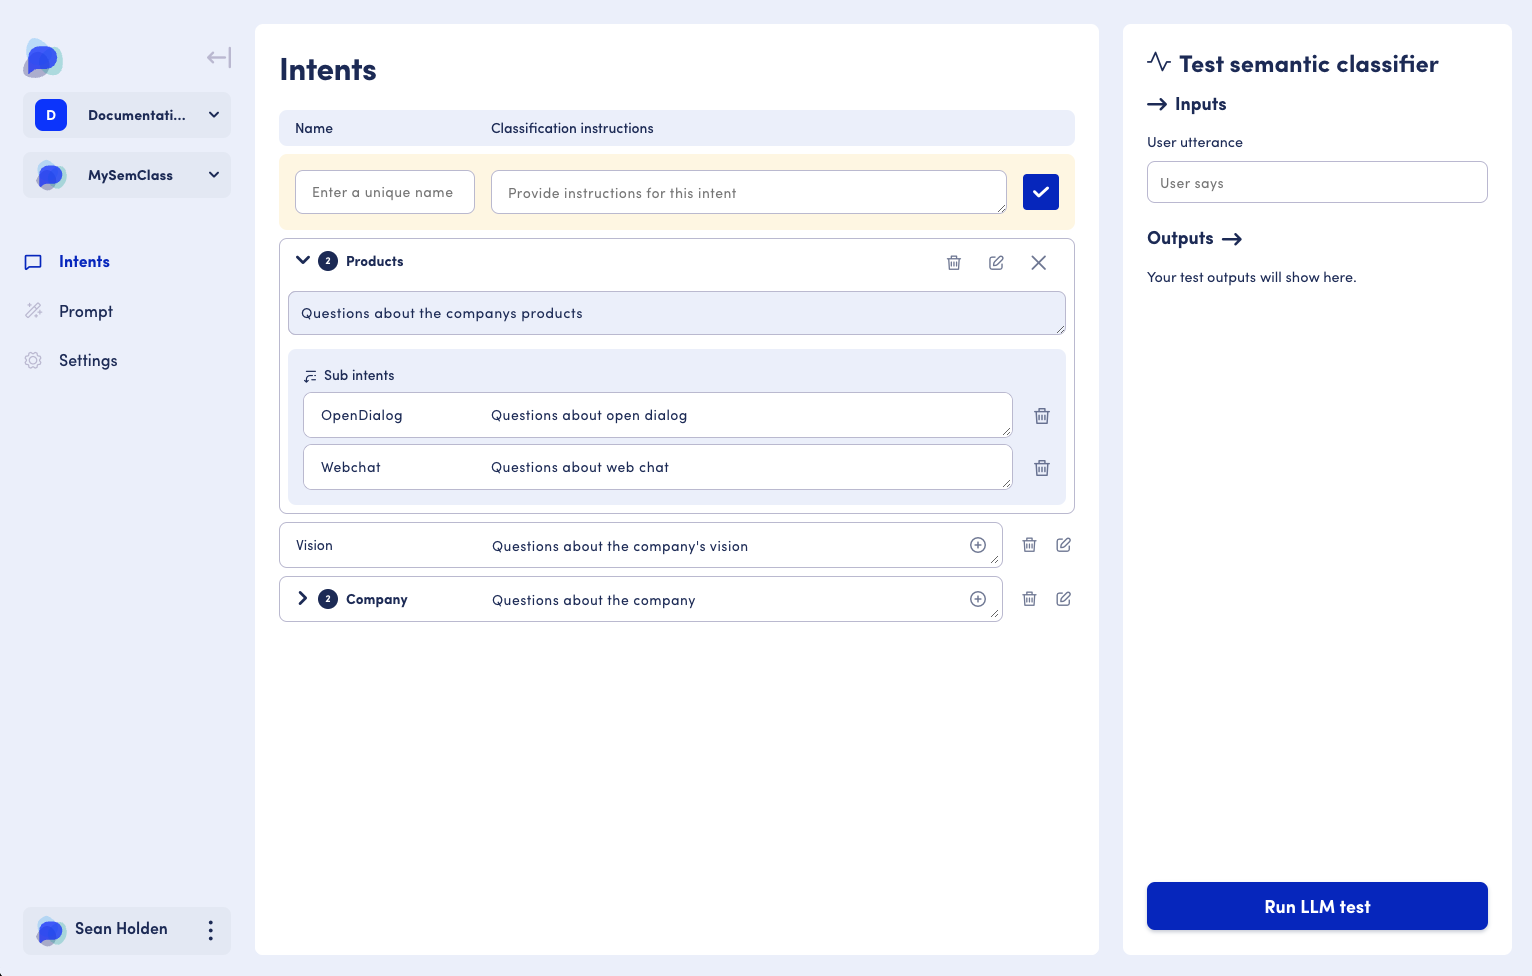 D
Documentati...
MySemClass
Intents
Prompt
Settings
Sean Holden
Intents
Name
Classification instructions
Enter a unique name
Provide instructions for this intent
2
Products
Questions about the companys products
Sub intents
OpenDialog
Questions about open dialog
Webchat
Questions about web chat
Vision
Questions about the company's vision
2
Company
Questions about the company
Test semantic classifier
Inputs
User utterance
User says
Outputs
Your test outputs will show here.
Run LLM test